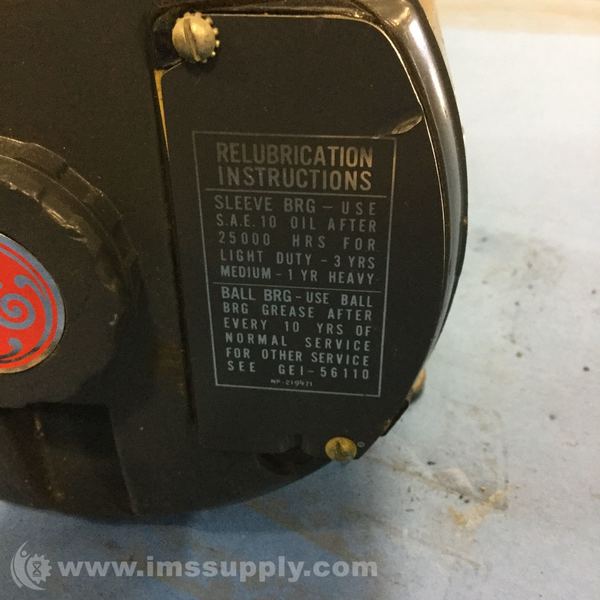 RELUBRICATION
INSTRUCTIONS
SLEEVE BRG - USE
S.A.E. 10 OIL AFTER
25000 HRS FOR
LIGHT DUTY - 3 YRS
MEDIUM - 1 YR HEAVY
BALL BRG - USE BALL
BRG GREASE AFTER
EVERY 10 YRS OF
NORMAL SERVICE
FOR OTHER SERVICE
SEE GEI-56110
NP-219471
www.imssupply.com